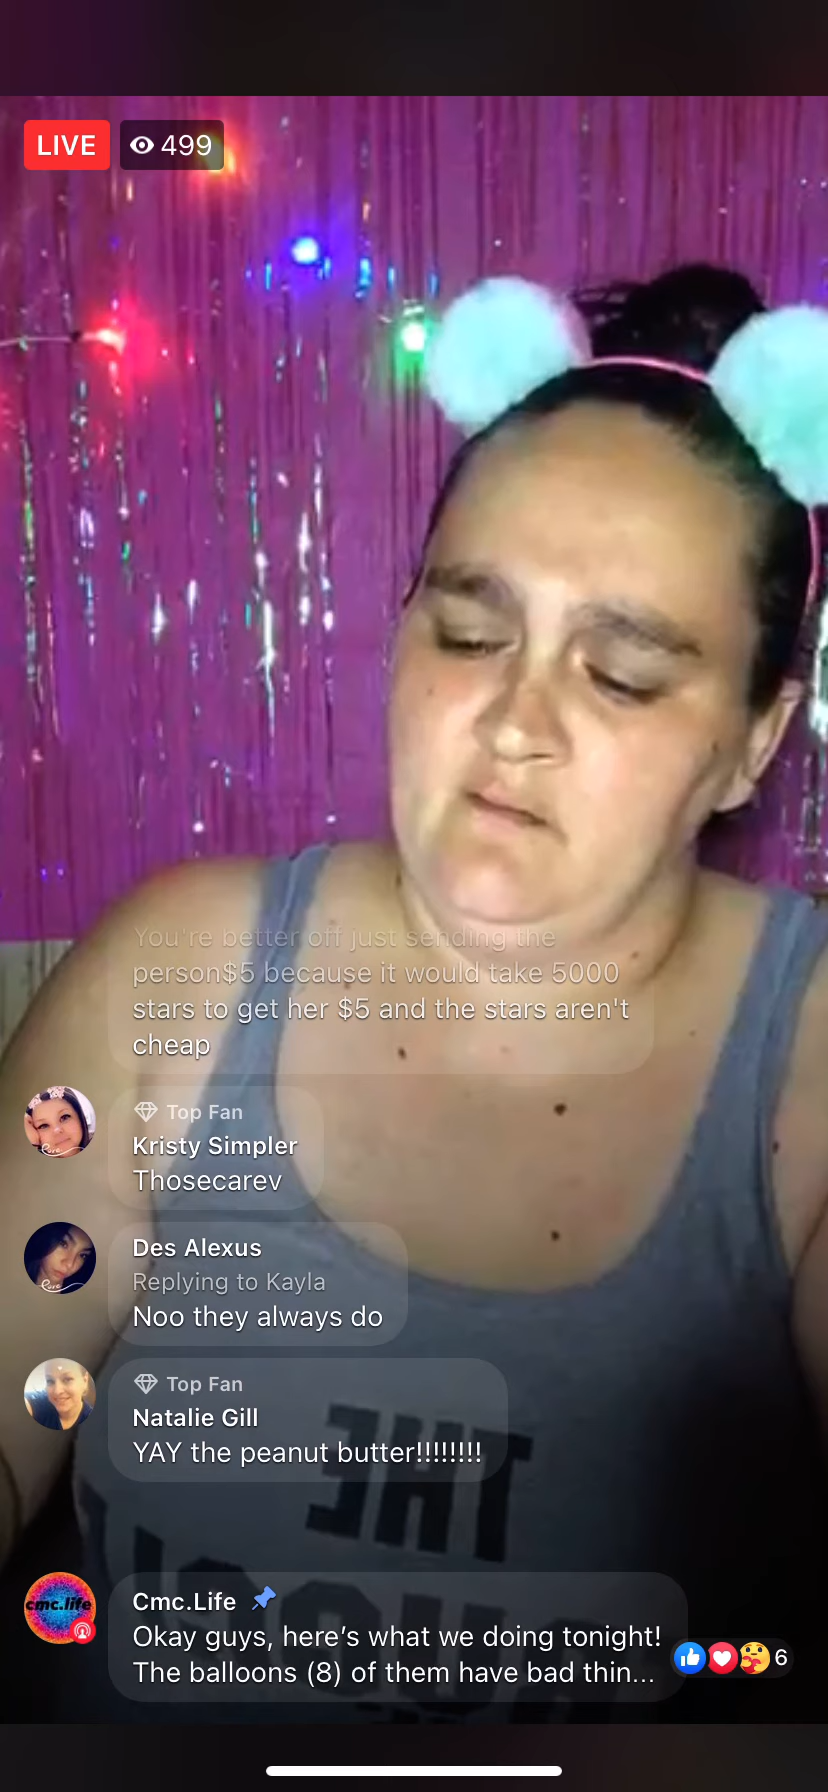 LIVE 499
You're better off just sending the
person$5 because it would take 5000
stars to get her $5 and the stars aren't
cheap
Top Fan
Kristy Simpler
Thosecarev
Des Alexus
Replying to Kayla
Noo they always do
Top Fan
Natalie Gill
YAY the peanut butter!!!!!!!!
THE
cmc.life
Cmc.Life
Okay guys, here's what we doing tonight!
The balloons (8) of them have bad thin...
6